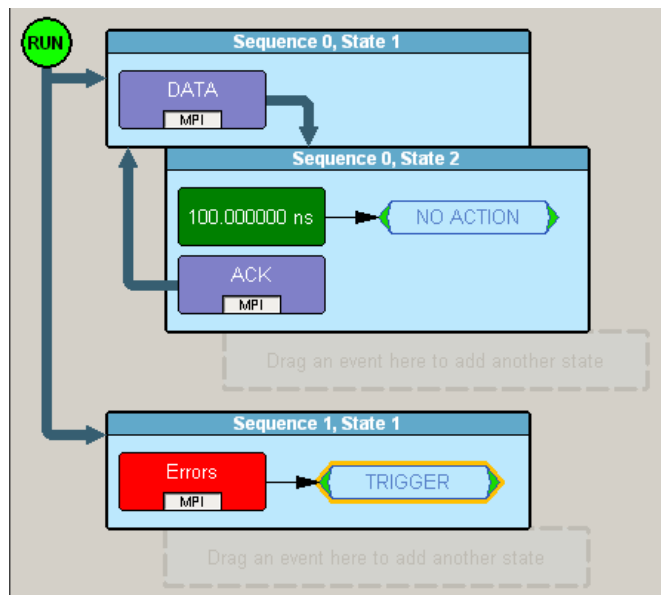 RUN
Sequence 0, State 1
DATA
MPI
Sequence 0, State 2
100.000000 ns
NO ACTION
ACK
MPI
Drag an event here to add another state
Sequence 1, State 1
Errors
MPI
TRIGGER
Drag an event here to add another state